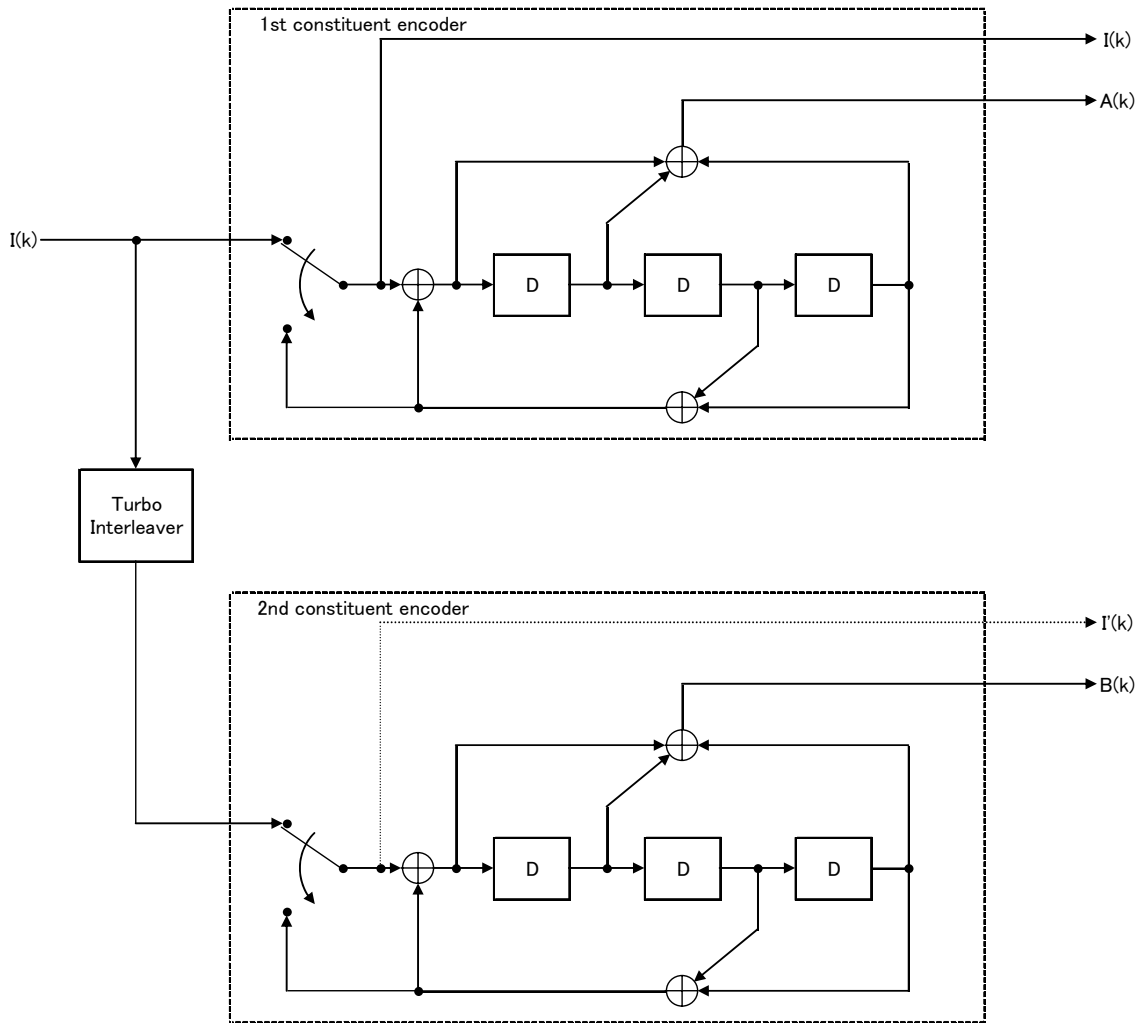 1st constituent encoder
I(k)
A(k)
I(k)
D
D
D
Turbo
Interleaver
2nd constituent encoder
I'(k)
B(k)
D
D
D